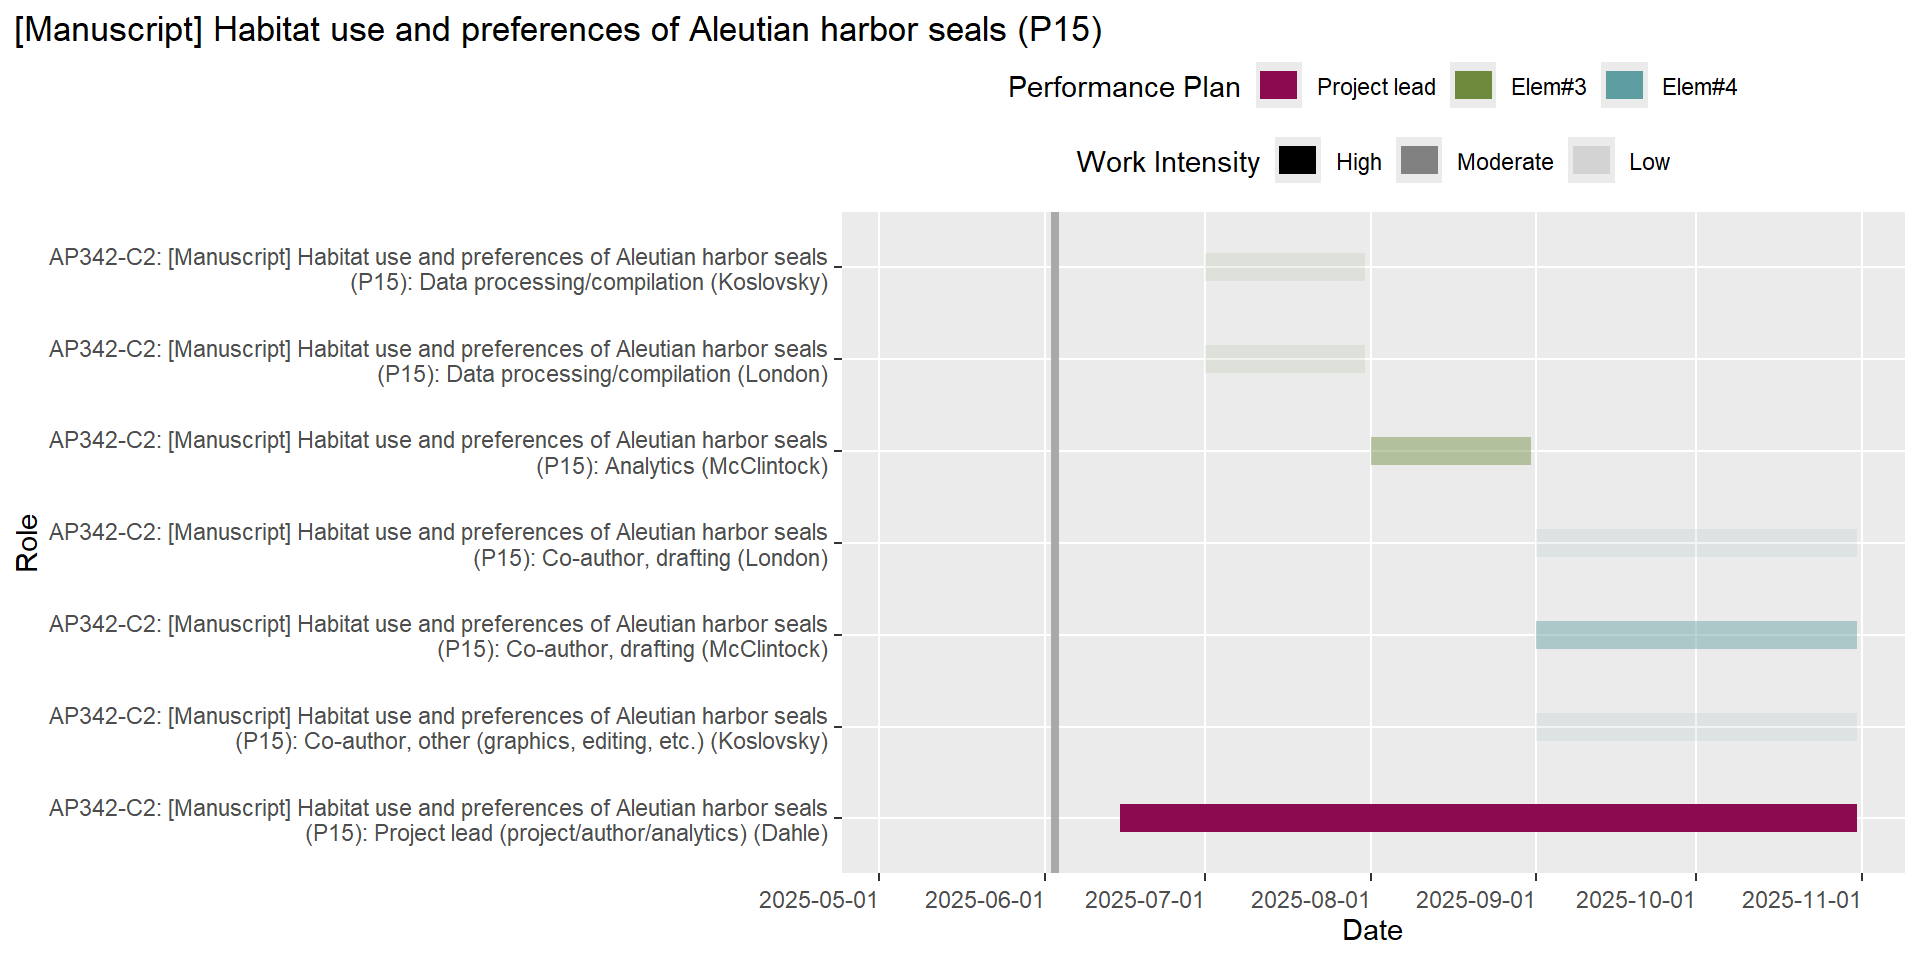 [Manuscript] Habitat use and preferences of Aleutian harbor seals (P15)
Performance Plan Project lead Elem#3 Elem#4
Work Intensity High Moderate Low
AP342-C2: [Manuscript] Habitat use and preferences of Aleutian harbor seals
(P15): Data processing/compilation (Koslovsky)
AP342-C2: [Manuscript] Habitat use and preferences of Aleutian harbor seals
(P15): Data processing/compilation (London)
AP342-C2: [Manuscript] Habitat use and preferences of Aleutian harbor seals
(P15): Analytics (McClintock)
Role
AP342-C2: [Manuscript] Habitat use and preferences of Aleutian harbor seals
(P15): Co-author, drafting (London)
AP342-C2: [Manuscript] Habitat use and preferences of Aleutian harbor seals
(P15): Co-author, drafting (McClintock)
AP342-C2: [Manuscript] Habitat use and preferences of Aleutian harbor seals
(P15): Co-author, other (graphics, editing, etc.) (Koslovsky)
AP342-C2: [Manuscript] Habitat use and preferences of Aleutian harbor seals
(P15): Project lead (project/author/analytics) (Dahle)
2025-05-01 2025-06-01 2025-07-01 2025-08-01 2025-09-01 2025-10-01 2025-11-01
Date